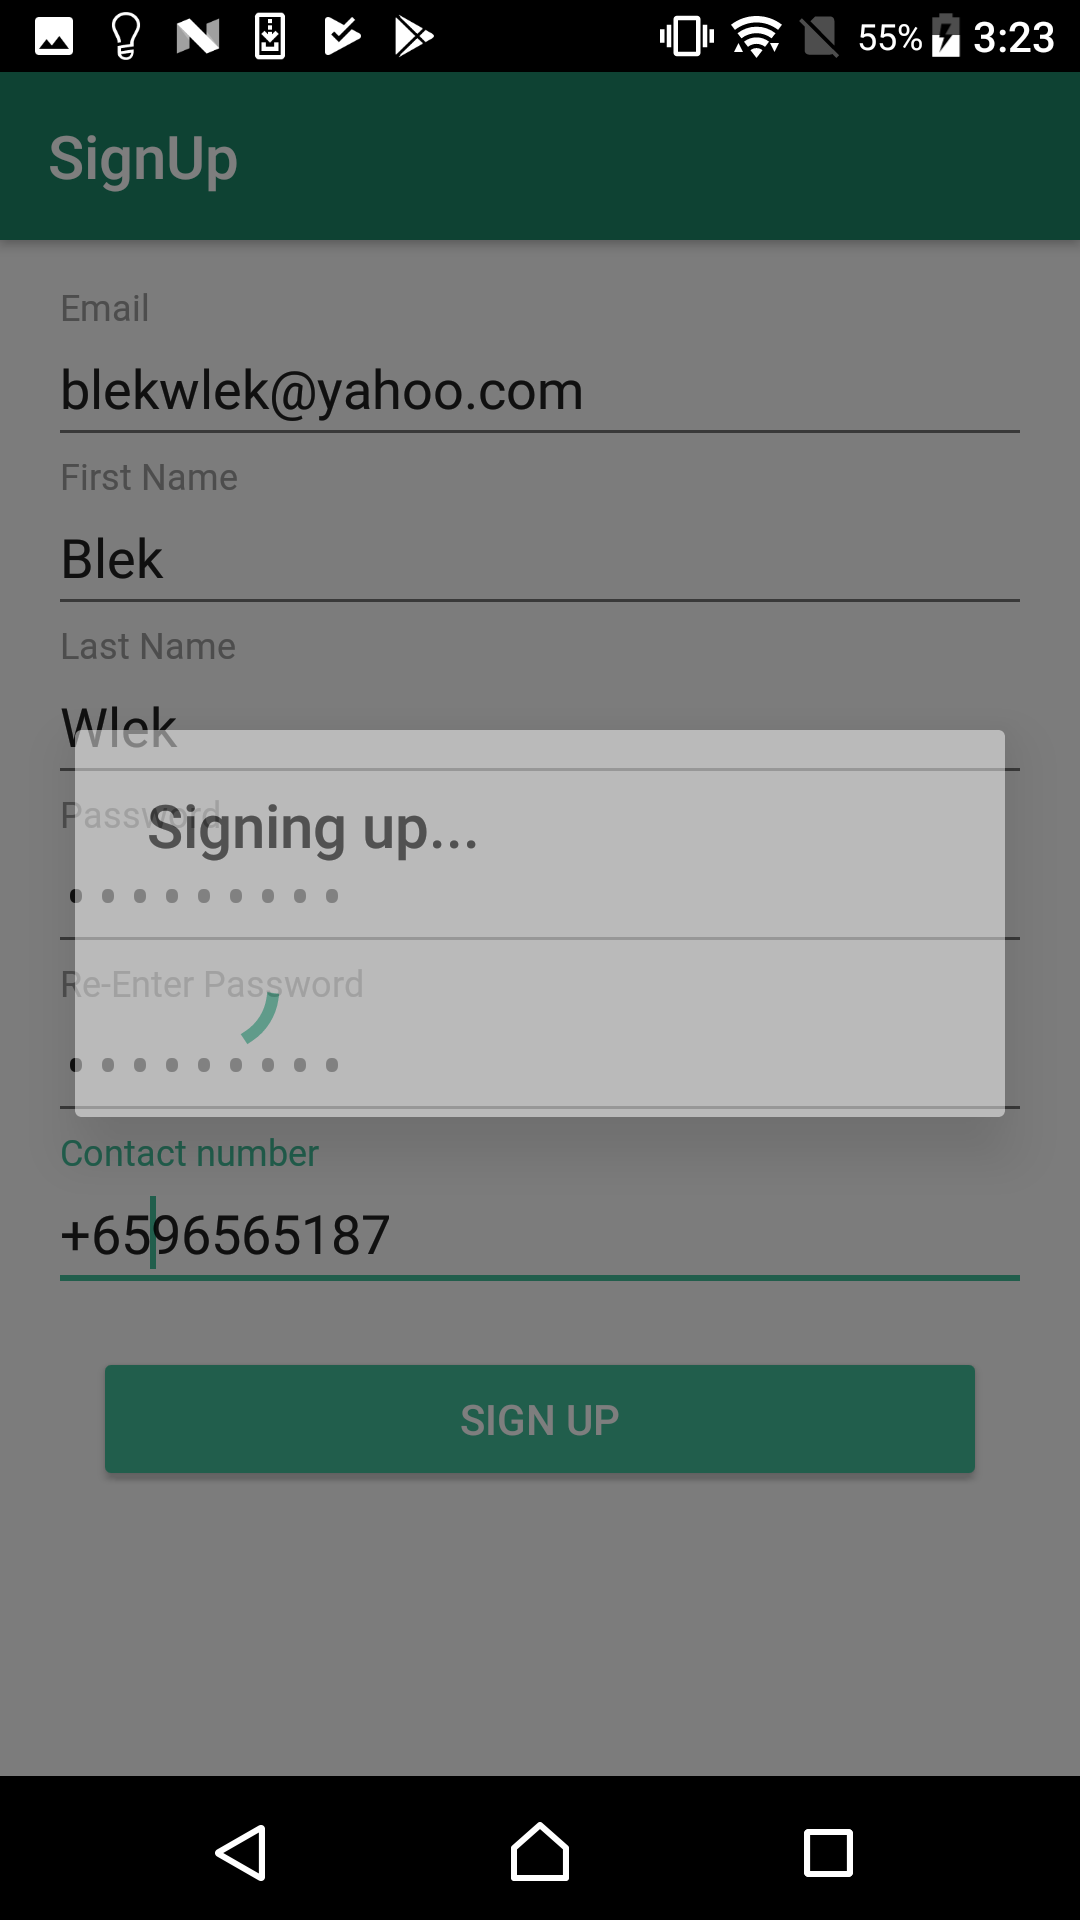 55% 3:23
SignUp
Email
blekwlek@yahoo.com
First Name
Blek
Last Name
Wlek
Password
Signing up...
•••••••••
Re-Enter Password
•••••••••
Contact number
+6596565187
SIGN UP